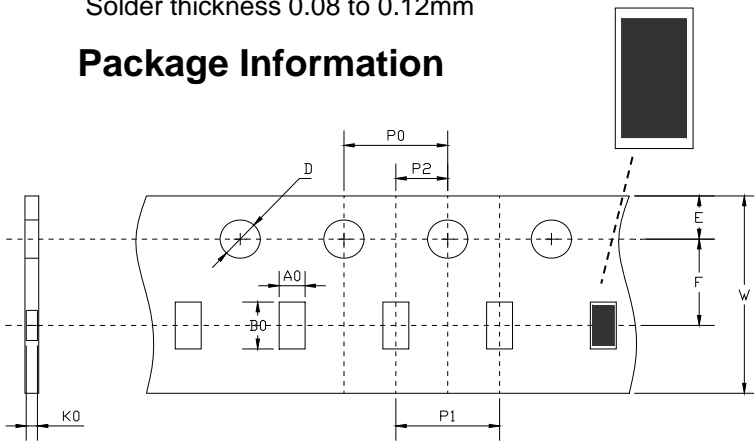 Solder thickness 0.08 to 0.12mm
Package Information
P0
P2
D
E
A0
F
W
B0
K0
P1